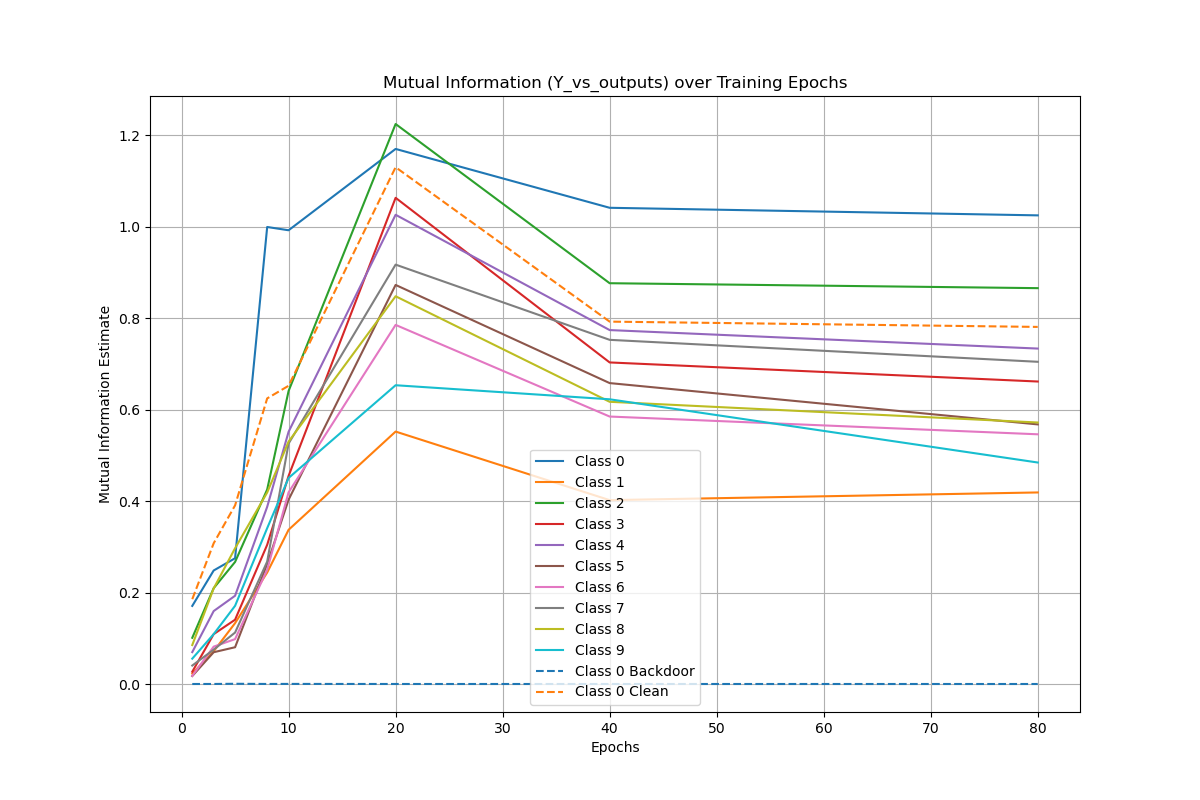 Mutual Information (Y_vs_outputs) over Training Epochs
Mutual Information Estimate
1.2
1.0
0.8
0.6
0.4
0.2
0.0
Class 0
Class 1
Class 2
Class 3
Class 4
Class 5
Class 6
Class 7
Class 8
Class 9
Class 0 Backdoor
Class 0 Clean
0 10 20 30 40 50 60 70 80
Epochs